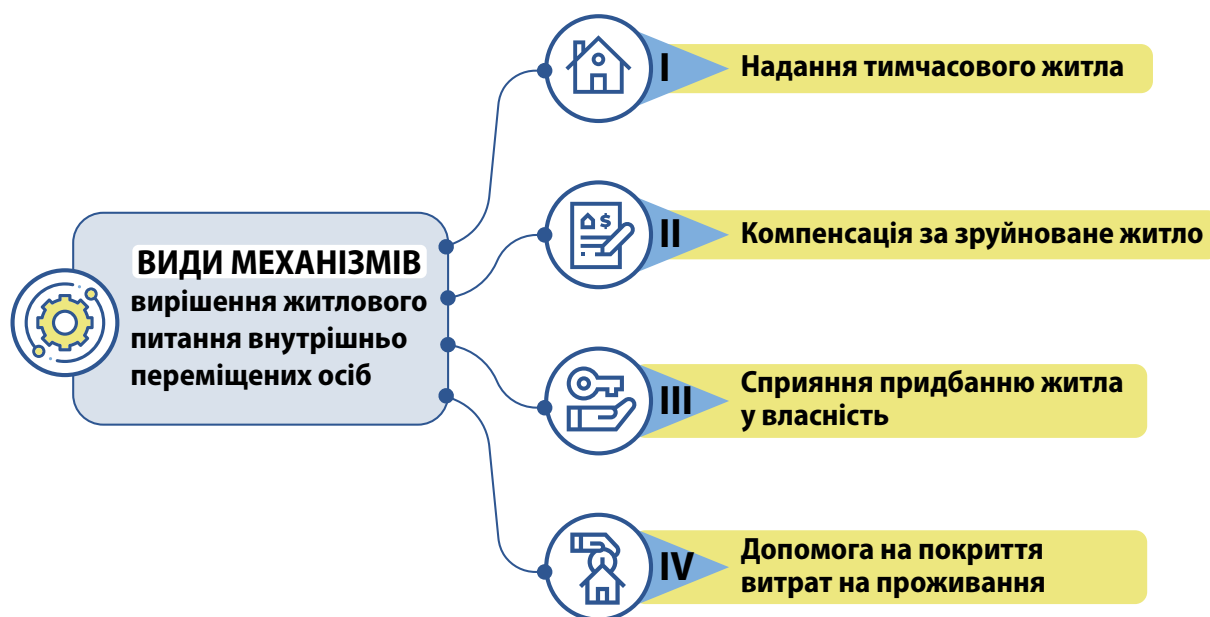 ВИДИ МЕХАНІЗМІВ
вирішення житлового
питання внутрішньо
переміщених осіб
I
Надання тимчасового житла
II
Компенсація за зруйноване житло
III
Сприяння придбанню житла
у власність
IV
Допомога на покриття
витрат на проживання